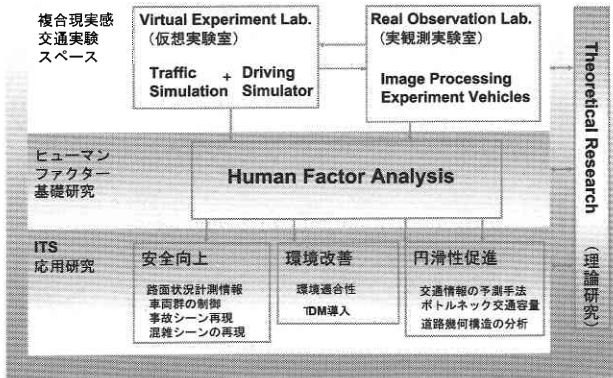 複合現実感
交通実験
スペース
Virtual Experiment Lab.
(仮想実験室)
Traffic
Simulation
+
Driving
Simulator
Real Observation Lab.
(実観測実験室)
Image Processing
Experiment Vehicles
Theoretical Research (理論研究)
ヒューマン
ファクター
基礎研究
Human Factor Analysis
ITS
応用研究
安全向上
路面状況計測情報
車両群の制御
事故シーン再現
混雑シーンの再現
環境改善
環境適合性
TDM導入
円滑性促進
交通情報の予測手法
ボトルネック交通容量
道路幾何構造の分析